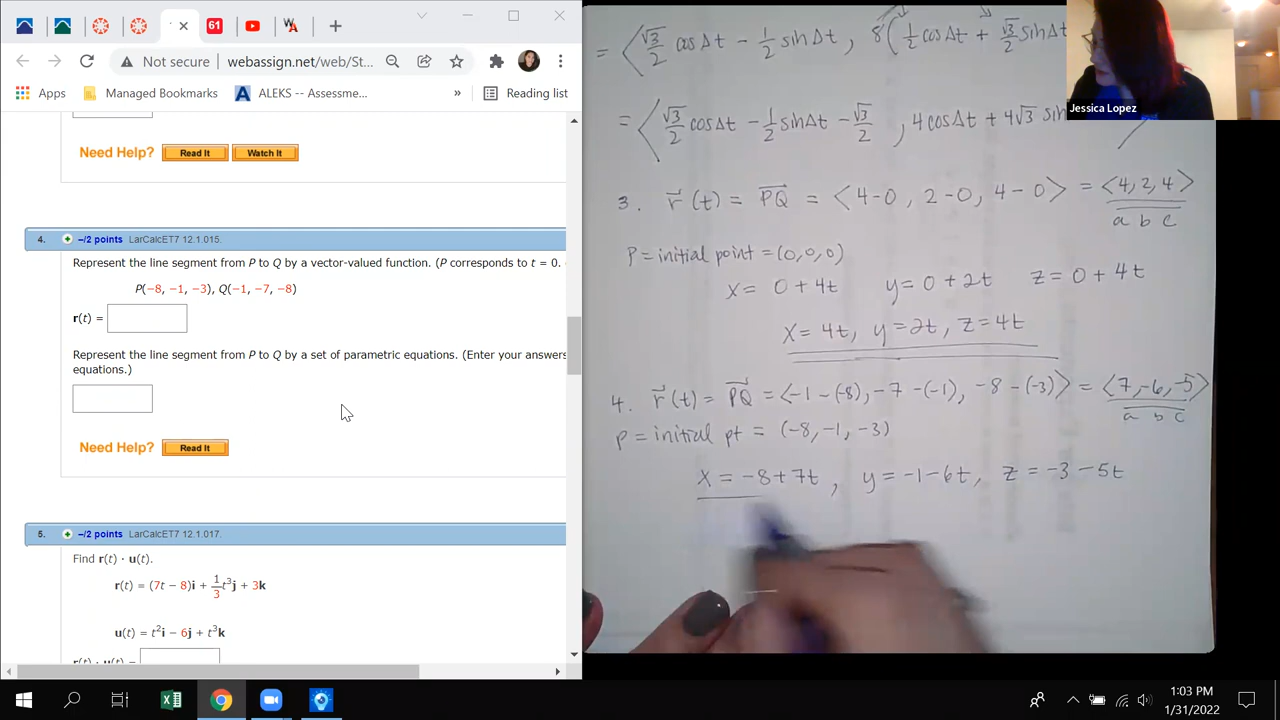 61
Not secure webassign.net/web/St...
Apps Managed Bookmarks ALEKS -- Assessme... » Reading list
Need Help? Read It Watch It
4. –/2 points LarCalcET7 12.1.015.
Represent the line segment from P to Q by a vector-valued function. (P corresponds to t = 0.
P(−8, −1, −3), Q(−1, −7, −8)
r(t) =
Represent the line segment from P to Q by a set of parametric equations. (Enter your answers
equations.)
Need Help? Read It
5. –/2 points LarCalcET7 12.1.017.
Find r(t) · u(t).
r(t) = (7t − 8)i + 1/3 t³j + 3k
u(t) = t²i − 6j + t³k
r(t) · u(t) =
= ⟨ √3/2 cos Δt − 1/2 sin Δt , 8( 1/2 cos Δt + √3/2 sin Δt
= ⟨ √3/2 cos Δt − 1/2 sin Δt − √3/2 , 4 cos Δt + 4√3 sin
3. r⃗(t) = PQ⃗ = ⟨4−0, 2−0, 4−0⟩ = ⟨4, 2, 4⟩
a b c
P = initial point = (0,0,0)
x = 0 + 4t y = 0 + 2t z = 0 + 4t
x = 4t, y = 2t, z = 4t
4. r⃗(t) = PQ⃗ = ⟨−1−(−8), −7−(−1), −8−(−3)⟩ = ⟨7, −6, −5⟩
a b c
P = initial pt = (−8, −1, −3)
x = −8 + 7t , y = −1 − 6t, z = −3 − 5t
Jessica Lopez
1:03 PM
1/31/2022